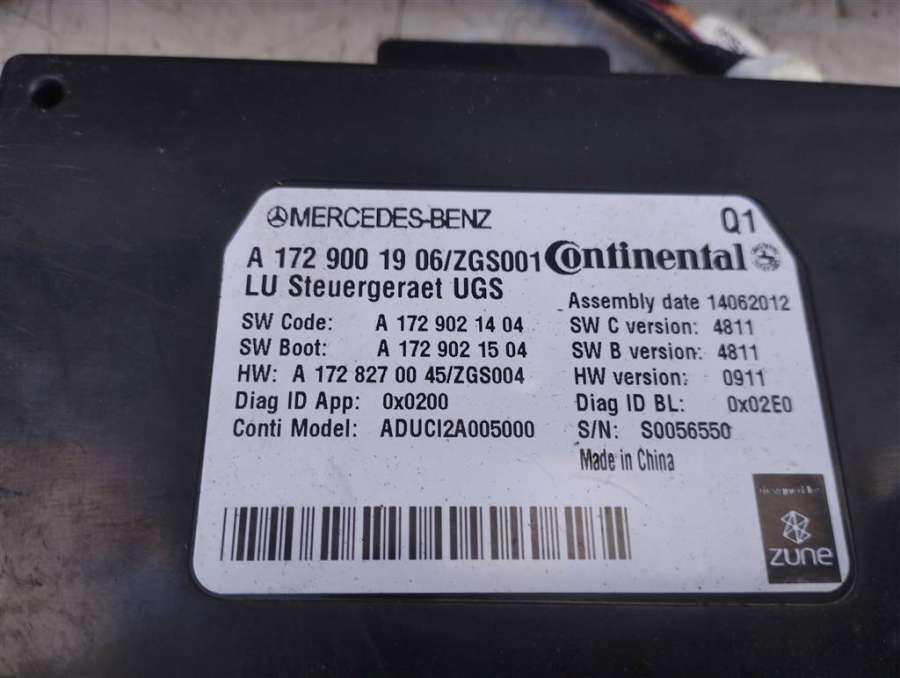 MERCEDES-BENZ Q1
A 172 900 19 06/ZGS001 Continental
LU Steuergeraet UGS
Assembly date 14062012
SW Code: A 172 902 14 04 SW C version: 4811
SW Boot: A 172 902 15 04 SW B version: 4811
HW: A 172 827 00 45/ZGS004 HW version: 0911
Diag ID App: 0x0200 Diag ID BL: 0x02E0
Conti Model: ADUCI2A005000 S/N: S0056550
Made in China
designed for
zune